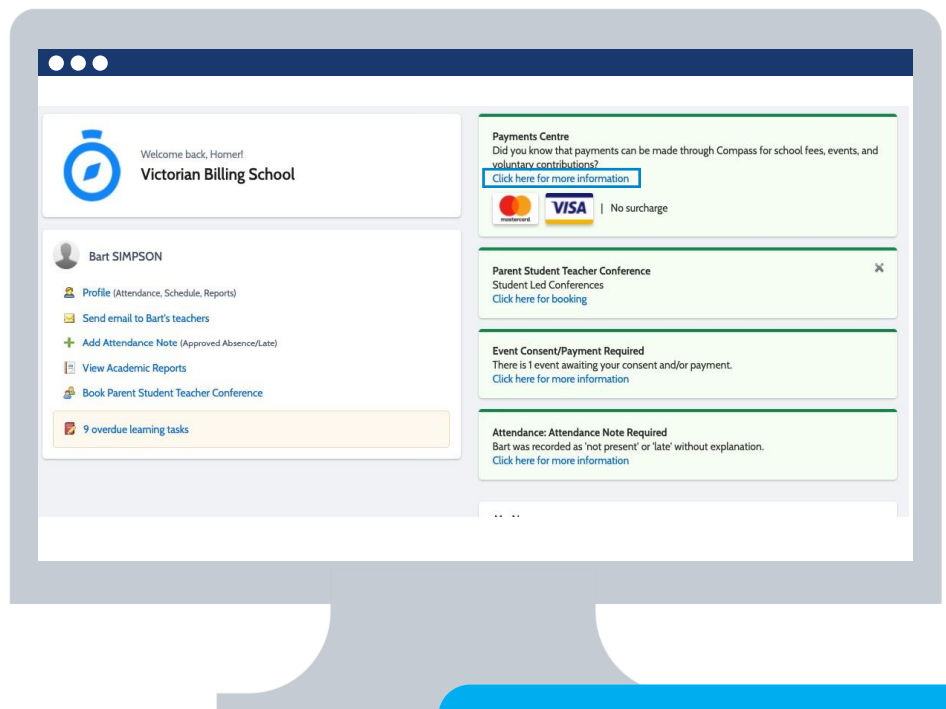 Welcome back, Homer!
Victorian Billing School
Bart SIMPSON
Profile (Attendance, Schedule, Reports)
Send email to Bart's teachers
Add Attendance Note (Approved Absence/Late)
View Academic Reports
Book Parent Student Teacher Conference
9 overdue learning tasks
Payments Centre
Did you know that payments can be made through Compass for school fees, events, and
voluntary contributions?
Click here for more information
mastercard VISA | No surcharge
Parent Student Teacher Conference
Student Led Conferences
Click here for booking
Event Consent/Payment Required
There is 1 event awaiting your consent and/or payment.
Click here for more information
Attendance: Attendance Note Required
Bart was recorded as 'not present' or 'late' without explanation.
Click here for more information